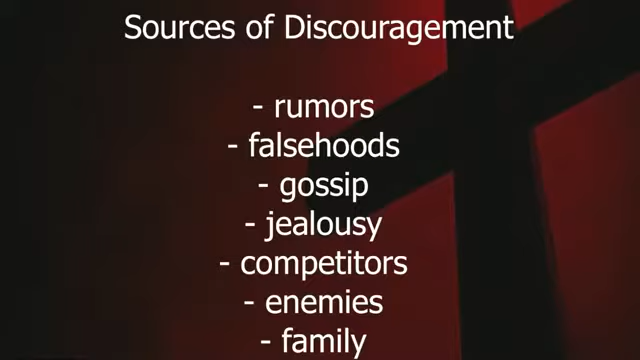 Sources of Discouragement
- rumors
- falsehoods
- gossip
- jealousy
- competitors
- enemies
- family